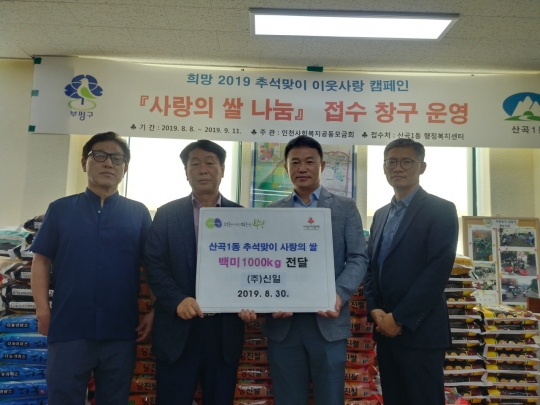 희망 2019 추석맞이 이웃사랑 캠페인
『사랑의 쌀 나눔』 접수 창구 운영
♣ 기 간 : 2019. 8. 8. ~ 2019. 9. 11. ♣ 주 관 : 인천사회복지공동모금회 ♣ 접수처 : 산곡1동 행정복지센터
부평구
산곡1
부평
산곡1동 추석맞이 사랑의 쌀
백미1000kg 전달
(주)신일
2019. 8. 30.